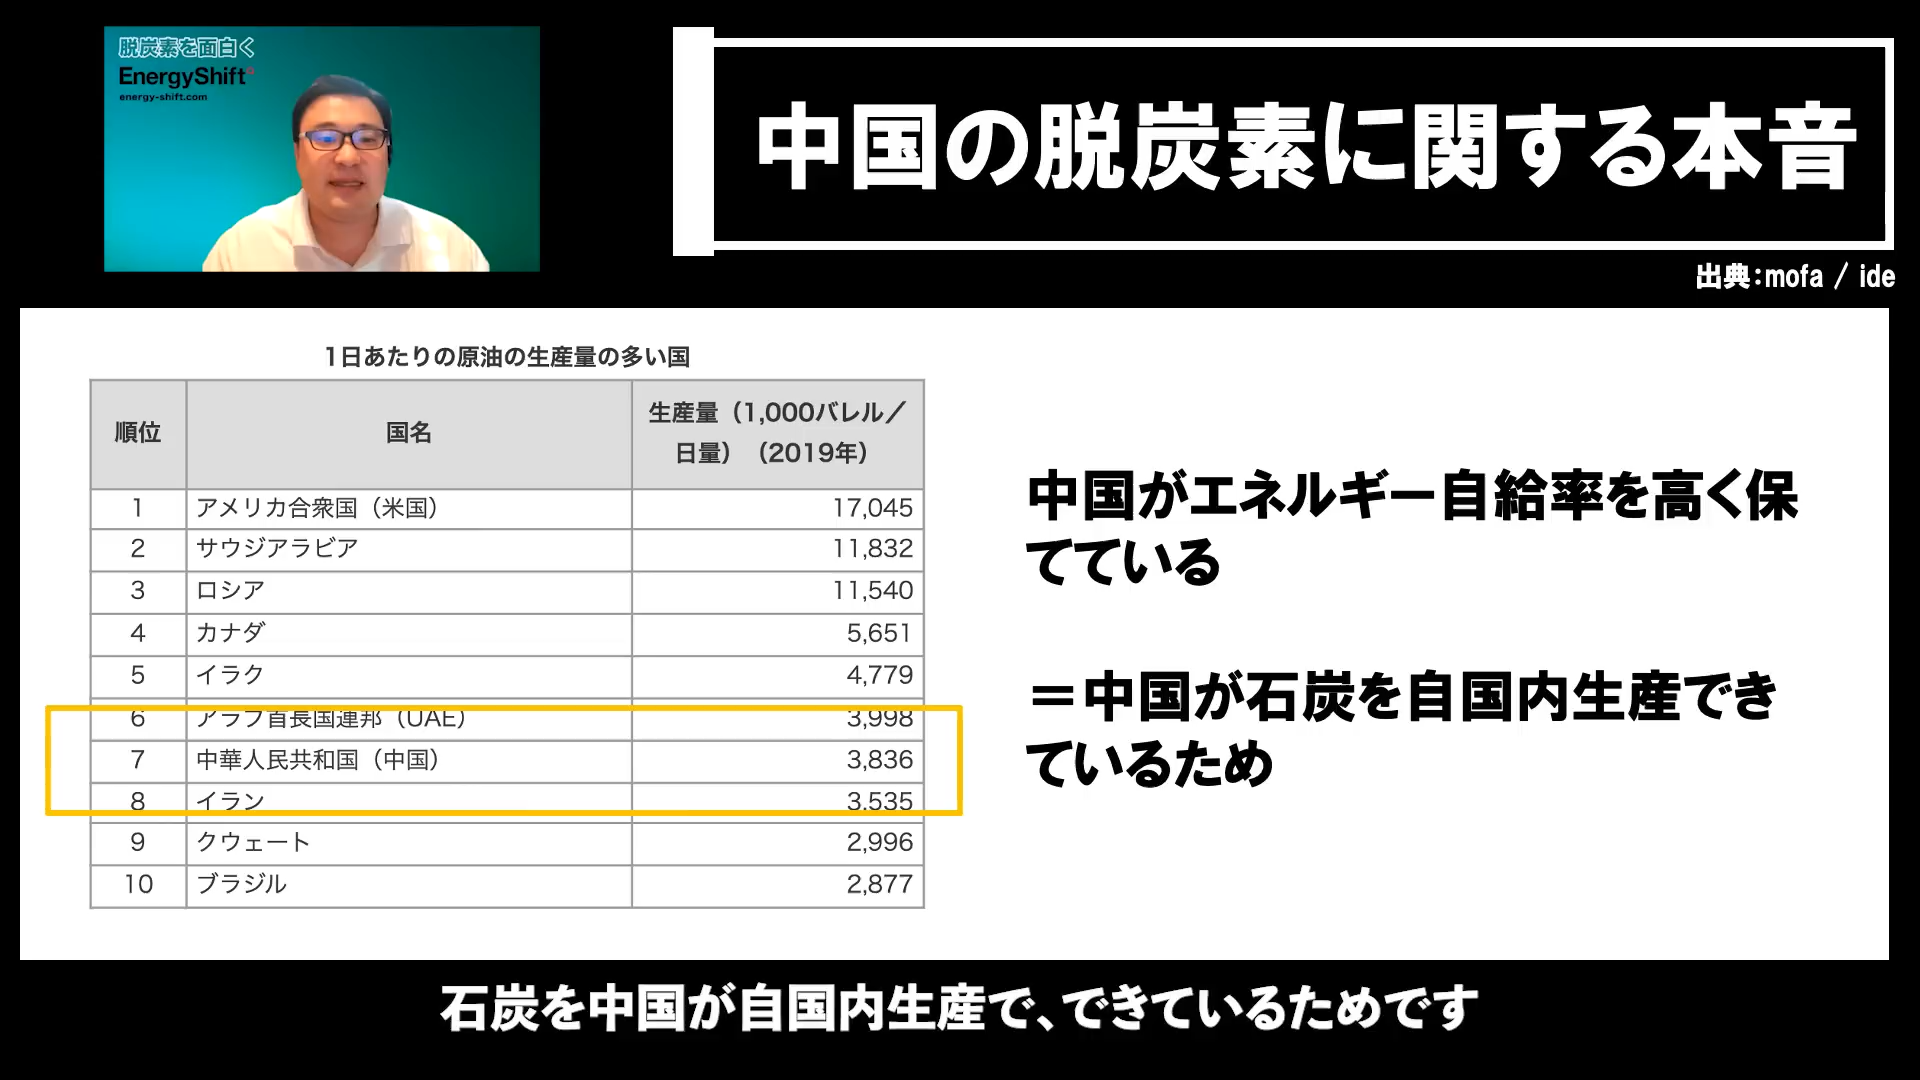 脱炭素を面白く
EnergyShift
energy-shift.com
中国の脱炭素に関する本音
出典:mofa / ide
1日あたりの原油の生産量の多い国
順位 国名 生産量（1,000バレル／
日量）（2019年）
1 アメリカ合衆国（米国） 17,045
2 サウジアラビア 11,832
3 ロシア 11,540
4 カナダ 5,651
5 イラク 4,779
6 アラブ首長国連邦（UAE） 3,998
7 中華人民共和国（中国） 3,836
8 イラン 3,535
9 クウェート 2,996
10 ブラジル 2,877
中国がエネルギー自給率を高く保
てている
＝中国が石炭を自国内生産でき
ているため
石炭を中国が自国内生産で、できているためです